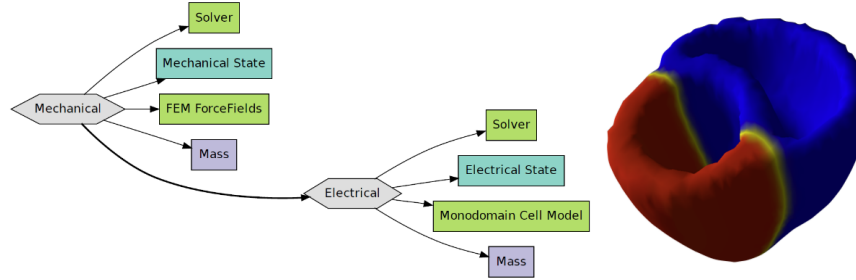 Solver
Mechanical State
Mechanical
FEM ForceFields
Mass
Solver
Electrical State
Electrical
Monodomain Cell Model
Mass